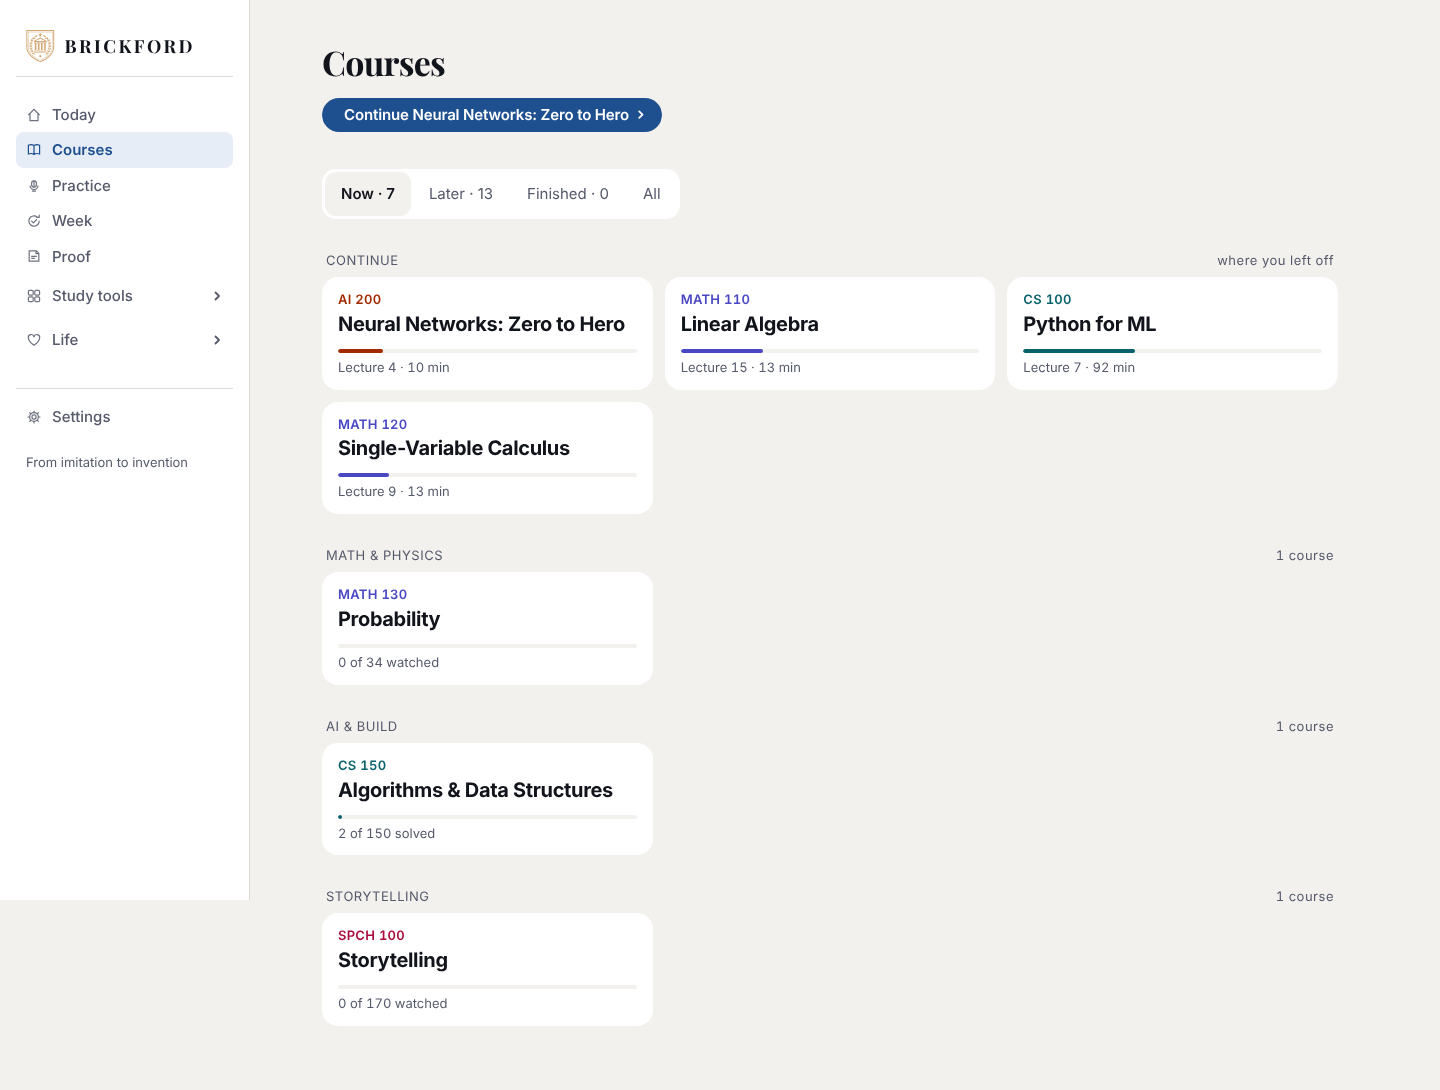 BRICKFORD
Today
Courses
Practice
Week
Proof
Study tools
Life
Settings
From imitation to invention
Courses
Continue Neural Networks: Zero to Hero
Now · 7
Later · 13
Finished · 0
All
CONTINUE
where you left off
AI 200
Neural Networks: Zero to Hero
Lecture 4 · 10 min
MATH 110
Linear Algebra
Lecture 15 · 13 min
CS 100
Python for ML
Lecture 7 · 92 min
MATH 120
Single-Variable Calculus
Lecture 9 · 13 min
MATH & PHYSICS
1 course
MATH 130
Probability
0 of 34 watched
AI & BUILD
1 course
CS 150
Algorithms & Data Structures
2 of 150 solved
STORYTELLING
1 course
SPCH 100
Storytelling
0 of 170 watched